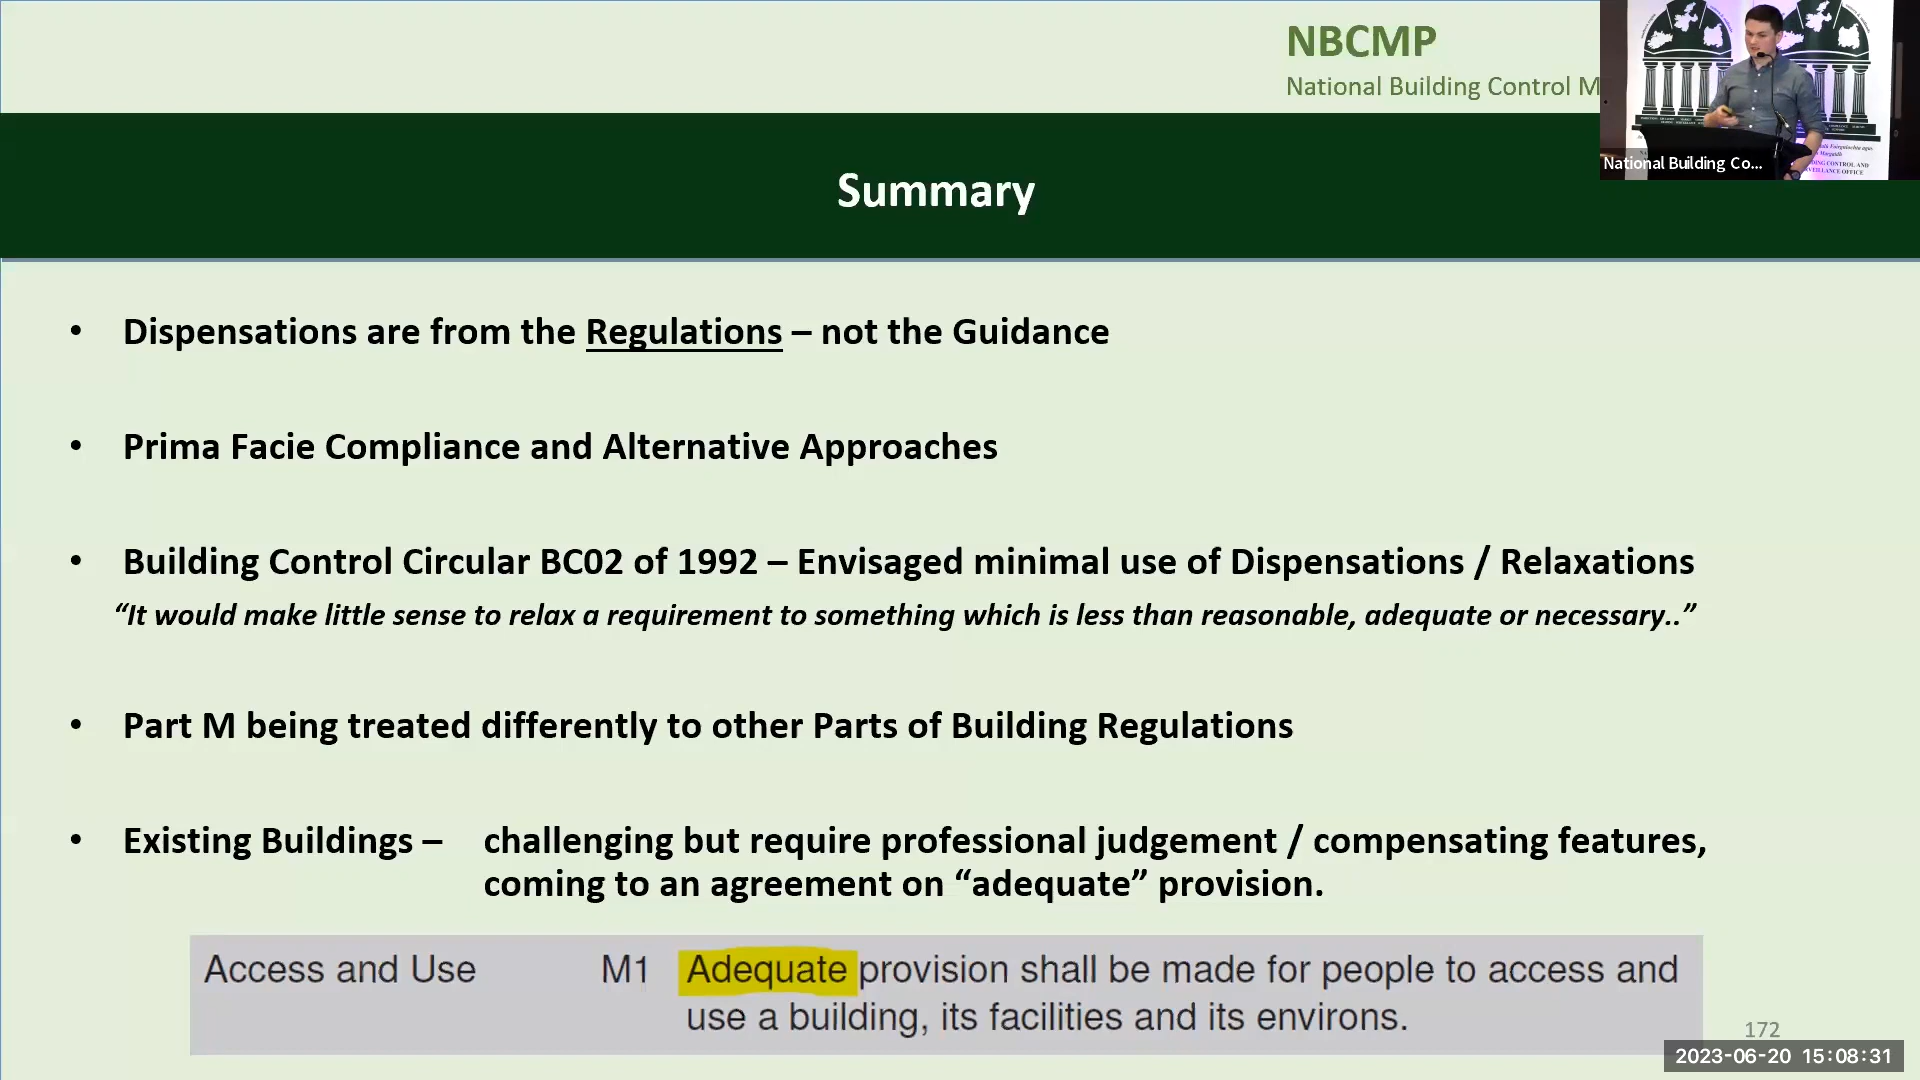 NBCMP
National Building Control M
National Building Co...
Summary
• Dispensations are from the Regulations – not the Guidance
• Prima Facie Compliance and Alternative Approaches
• Building Control Circular BC02 of 1992 – Envisaged minimal use of Dispensations / Relaxations
“It would make little sense to relax a requirement to something which is less than reasonable, adequate or necessary..”
• Part M being treated differently to other Parts of Building Regulations
• Existing Buildings – challenging but require professional judgement / compensating features,
coming to an agreement on “adequate” provision.
Access and Use M1 Adequate provision shall be made for people to access and
use a building, its facilities and its environs.
172
2023-06-20 15:08:31